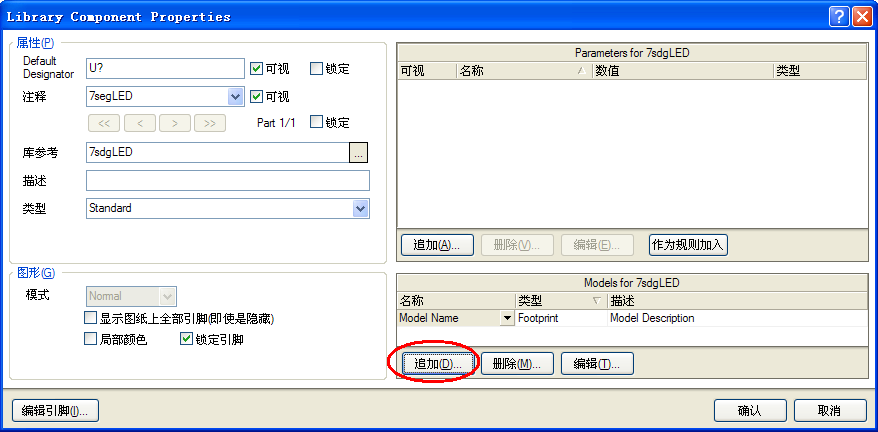 Library Component Properties
属性(P)
Default Designator U? 可视 锁定
注释 7segLED 可视
<< < > >> Part 1/1 锁定
库参考 7sdgLED ...
描述
类型 Standard
图形(G)
模式 Normal
显示图纸上全部引脚(即使是隐藏)
局部颜色 锁定引脚
Parameters for 7sdgLED
可视 名称 数值 类型
追加(A)... 删除(V)... 编辑(E)... 作为规则加入
Models for 7sdgLED
名称 类型 描述
Model Name Footprint Model Description
追加(D)... 删除(M)... 编辑(T)...
编辑引脚(I)... 确认 取消